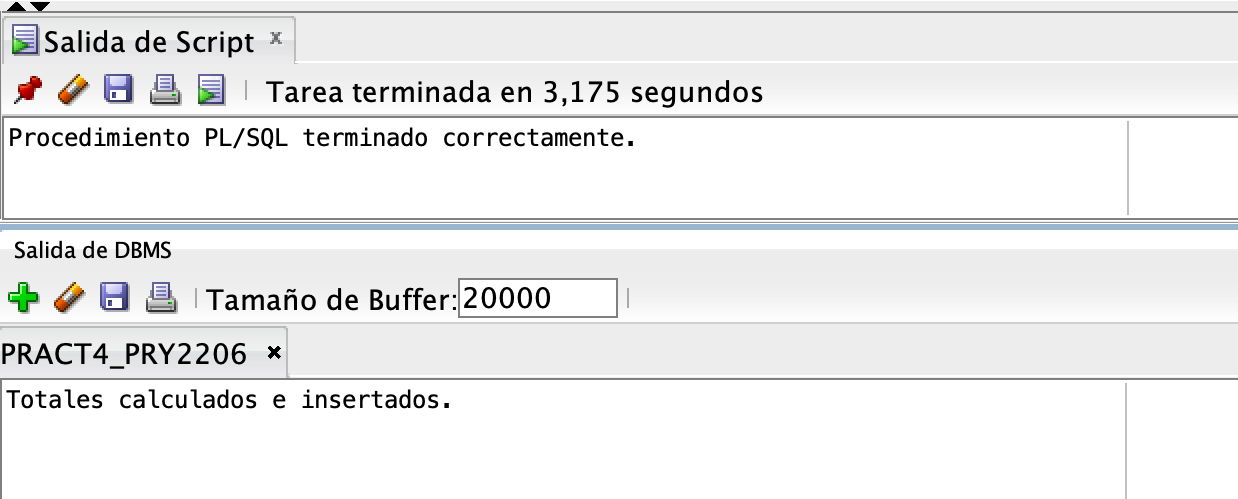 Salida de Script
Tarea terminada en 3,175 segundos
Procedimiento PL/SQL terminado correctamente.
Salida de DBMS
Tamaño de Buffer: 20000
PRACT4_PRY2206
Totales calculados e insertados.